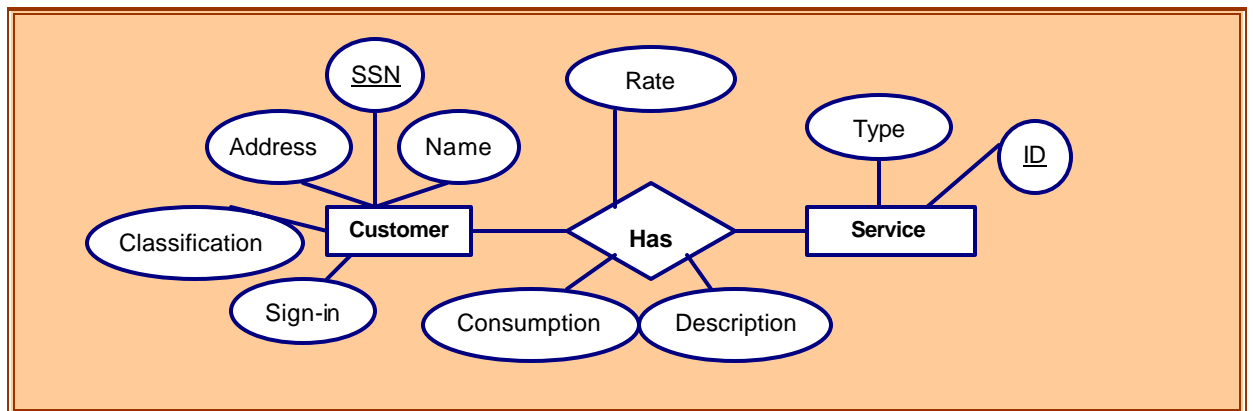 SSN
Rate
Address
Name
Type
ID
Classification
Customer
Has
Service
Sign-in
Consumption
Description